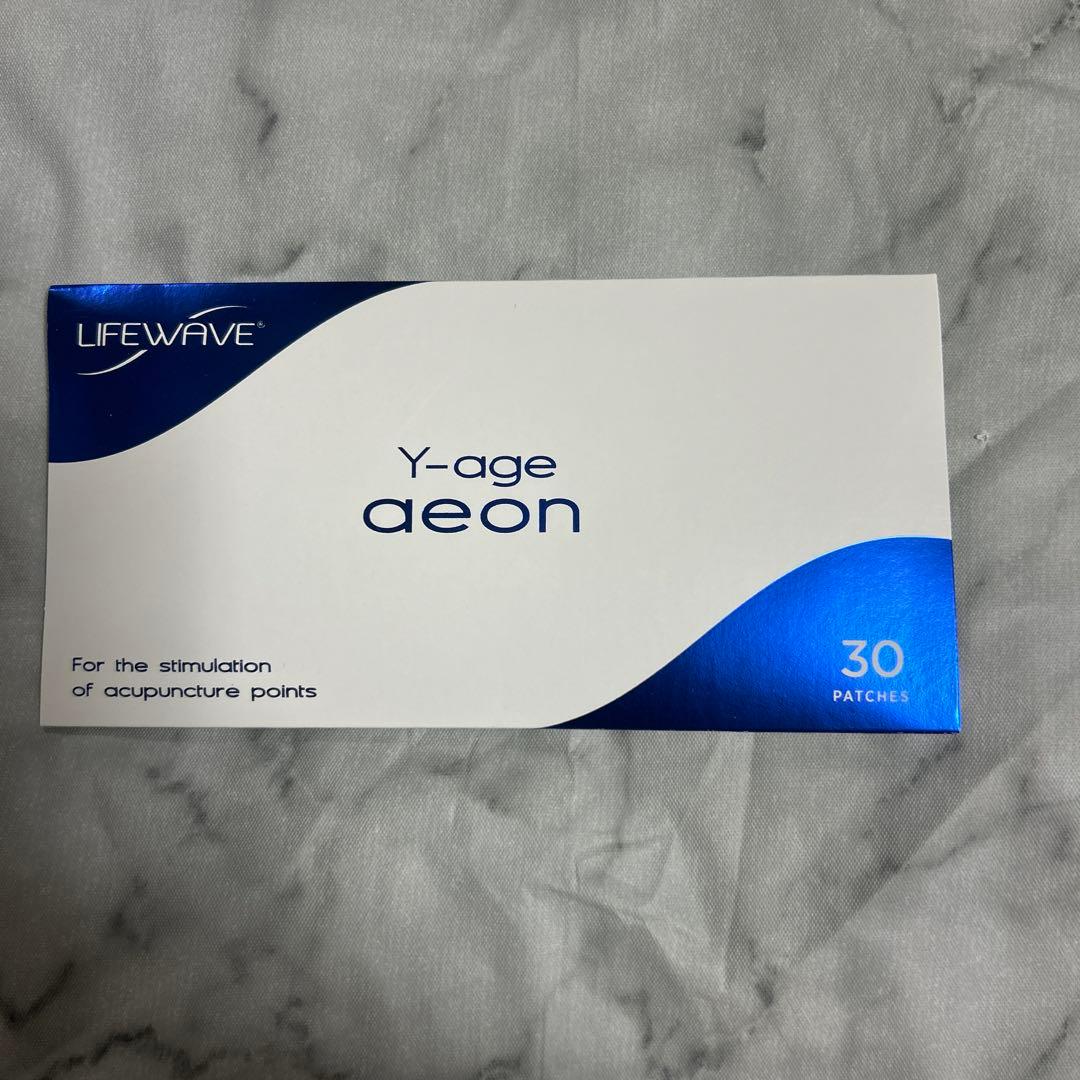 LIFEWAVE®
Y-age
aeon
For the stimulation
of acupuncture points
30
PATCHES